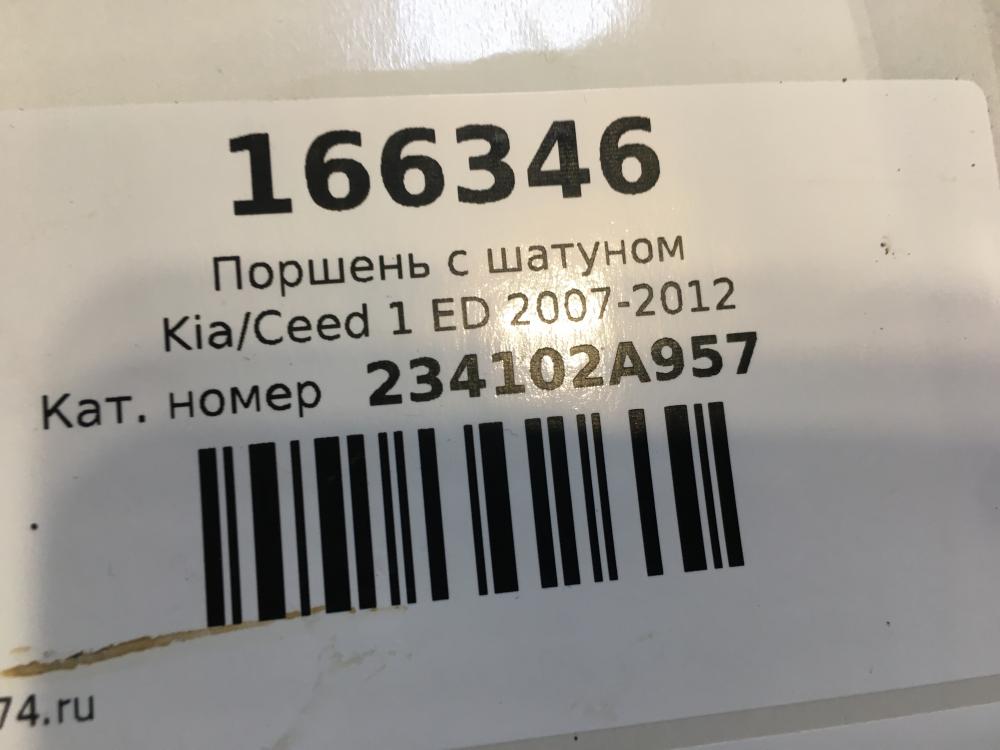 166346
Поршень с шатуном
Kia/Ceed 1 ED 2007-2012
Кат. номер 234102A957
74.ru